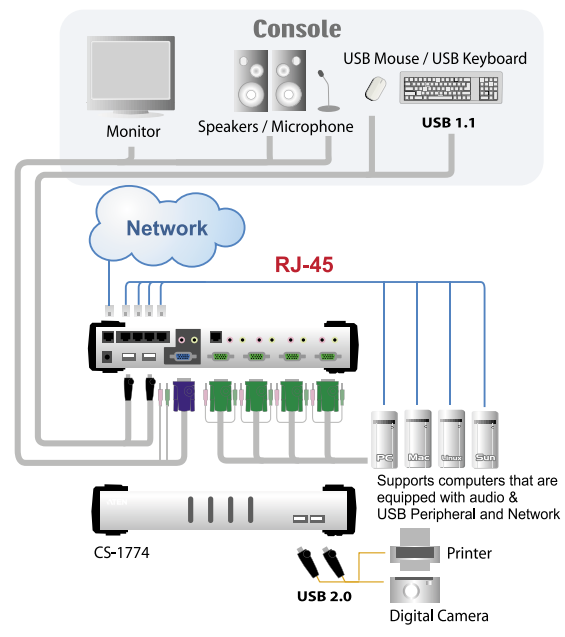 Console
USB Mouse / USB Keyboard
Monitor
Speakers / Microphone
USB 1.1
Network
RJ-45
PC
Mac
Linux
Sun
Supports computers that are
equipped with audio &
USB Peripheral and Network
CS-1774
Printer
USB 2.0
Digital Camera